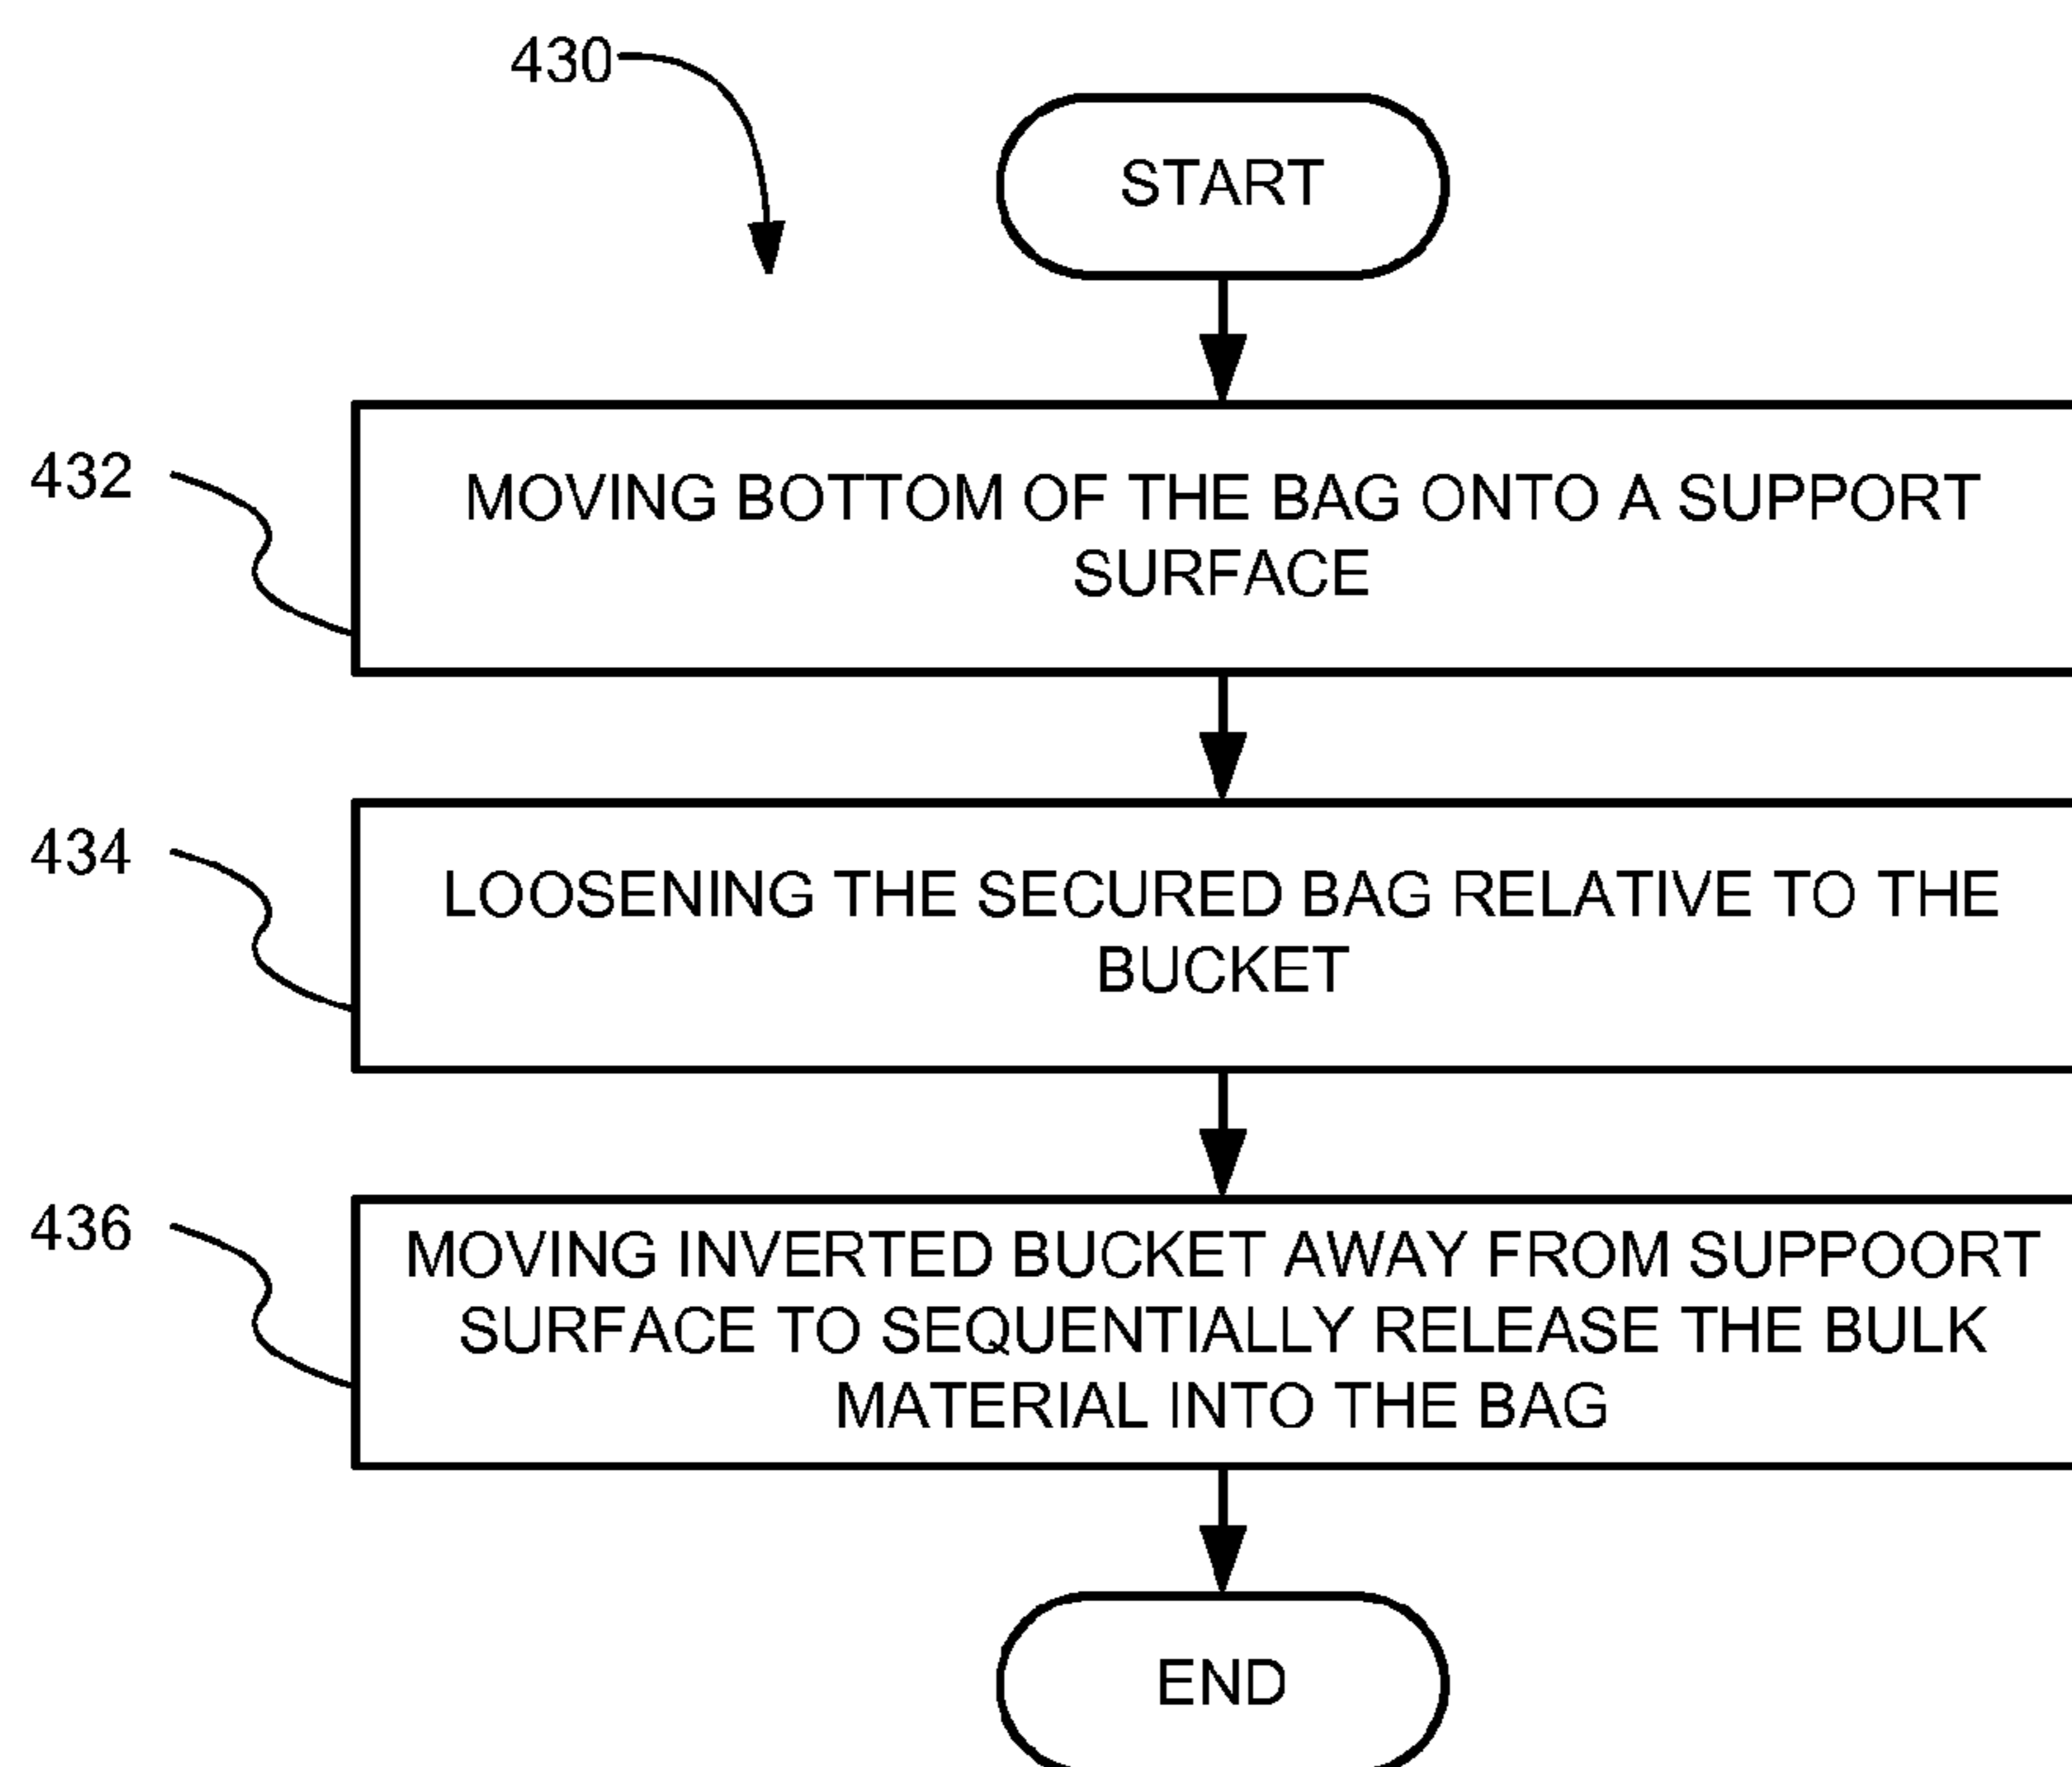 430
START
432
MOVING BOTTOM OF THE BAG ONTO A SUPPORT
SURFACE
434
LOOSENING THE SECURED BAG RELATIVE TO THE
BUCKET
436
MOVING INVERTED BUCKET AWAY FROM SUPPOORT
SURFACE TO SEQUENTIALLY RELEASE THE BULK
MATERIAL INTO THE BAG
END